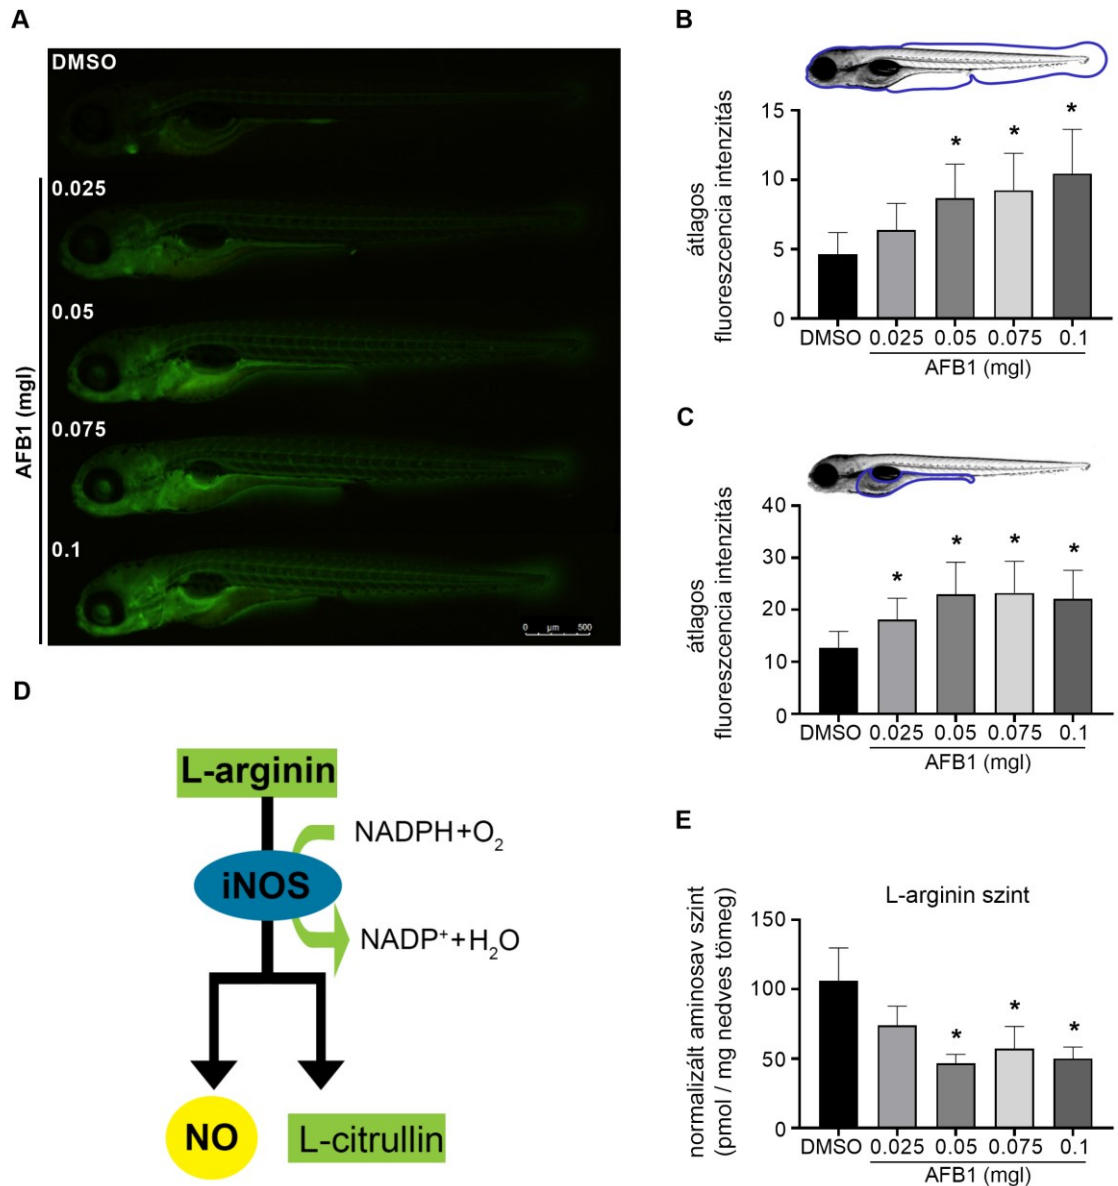 A
DMSO
0.025
0.05
0.075
0.1
AFB1 (mgl)
0 µm 500
B
átlagos
fluoreszcencia intenzitás
15
10
5
0
* * *
DMSO 0.025 0.05 0.075 0.1
AFB1 (mgl)
C
átlagos
fluoreszcencia intenzitás
40
30
20
10
0
* * * *
DMSO 0.025 0.05 0.075 0.1
AFB1 (mgl)
D
L-arginin
NADPH+O₂
iNOS
NADP⁺+H₂O
NO
L-citrullin
E
L-arginin szint
normalizált aminosav szint
(pmol / mg nedves tömeg)
150
100
50
0
* * *
DMSO 0.025 0.05 0.075 0.1
AFB1 (mgl)